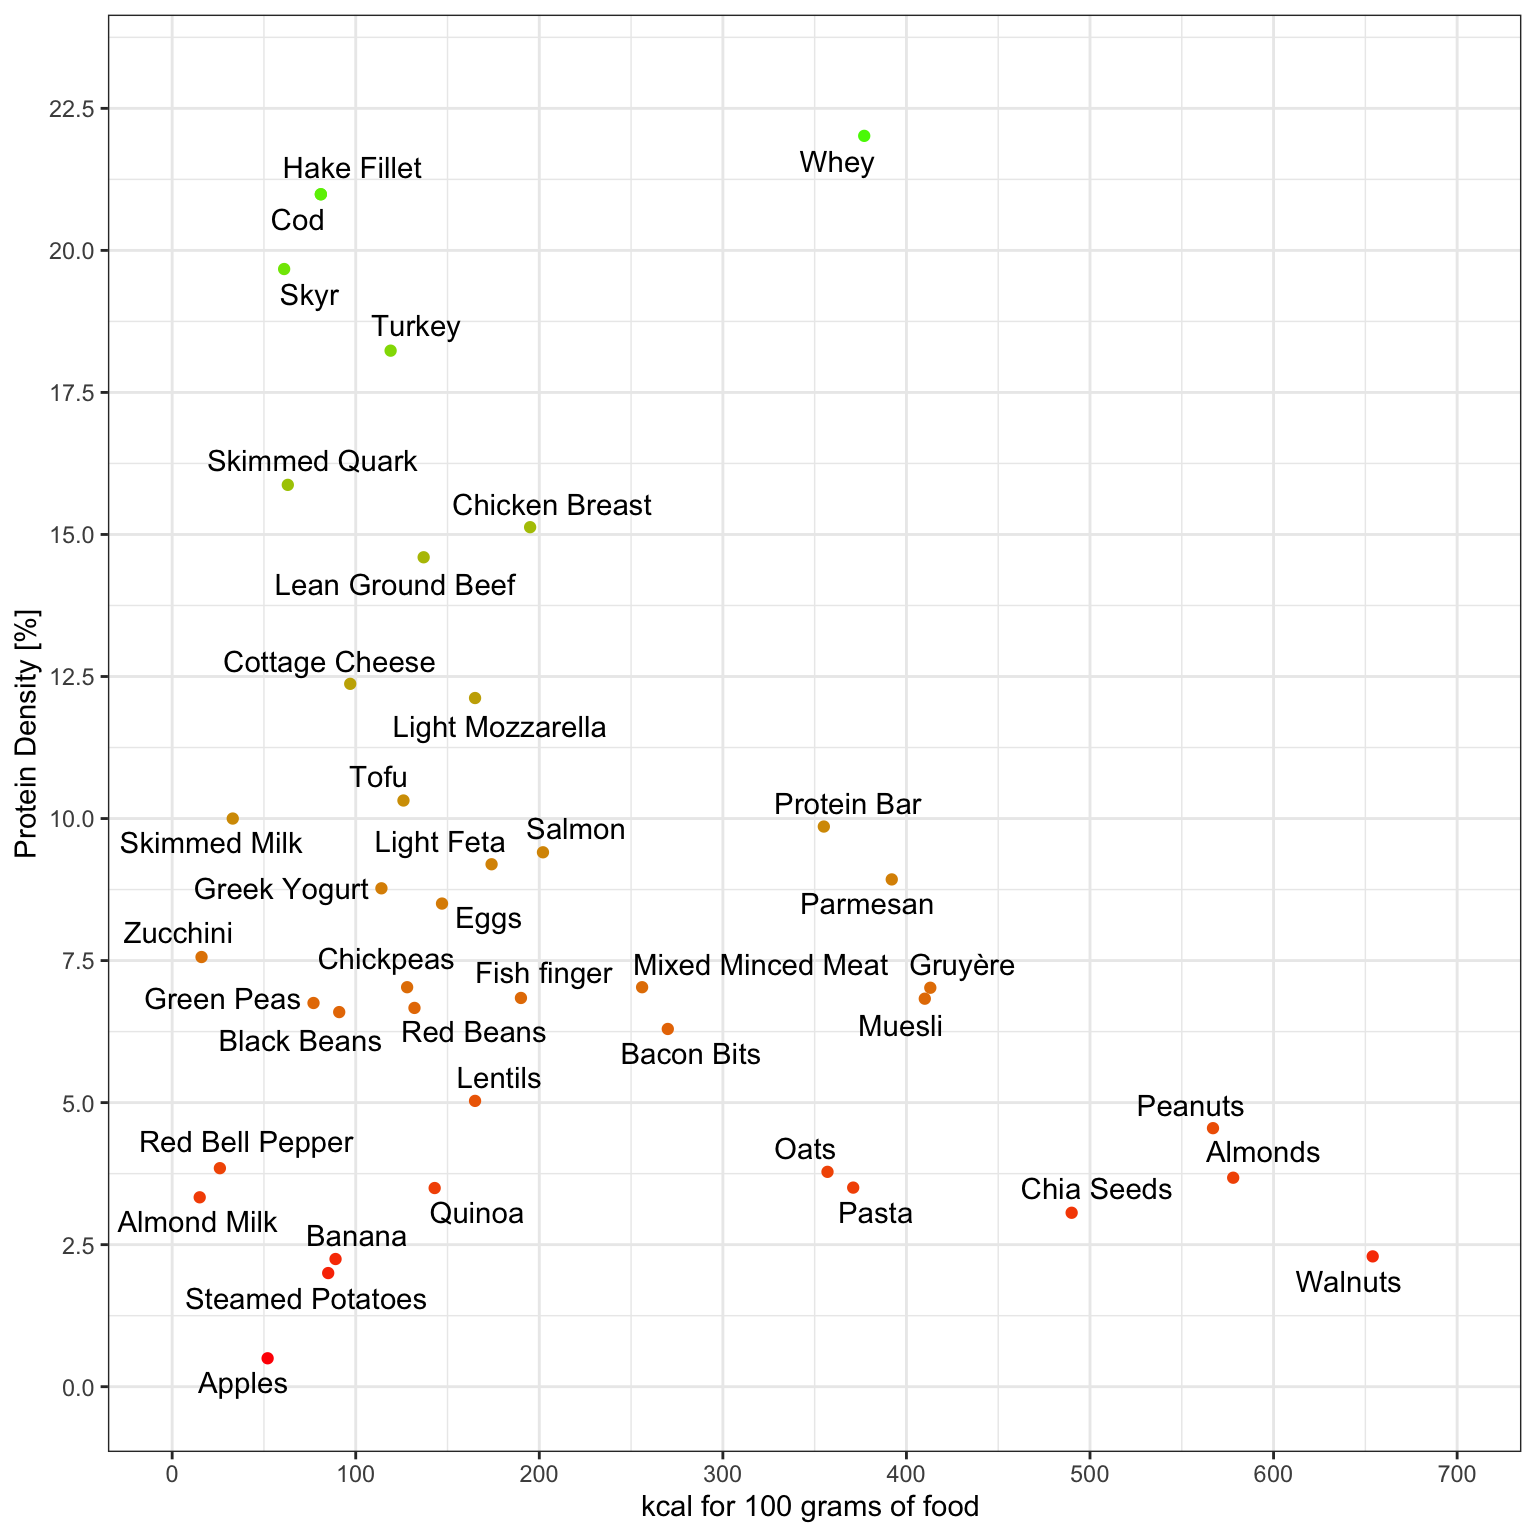 22.5
Whey
Hake Fillet
Cod
20.0
Skyr
Turkey
17.5
Skimmed Quark
Chicken Breast
15.0
Lean Ground Beef
Cottage Cheese
12.5
Light Mozzarella
Tofu
Protein Bar
10.0
Salmon
Skimmed Milk
Light Feta
Greek Yogurt
Parmesan
Eggs
Zucchini
7.5
Chickpeas
Mixed Minced Meat
Gruyère
Fish finger
Green Peas
Muesli
Red Beans
Black Beans
Bacon Bits
Lentils
5.0
Peanuts
Red Bell Pepper
Oats
Almonds
Chia Seeds
Quinoa
Pasta
Almond Milk
Banana
2.5
Walnuts
Steamed Potatoes
Apples
0.0
0 100 200 300 400 500 600 700
kcal for 100 grams of food
Protein Density [%]